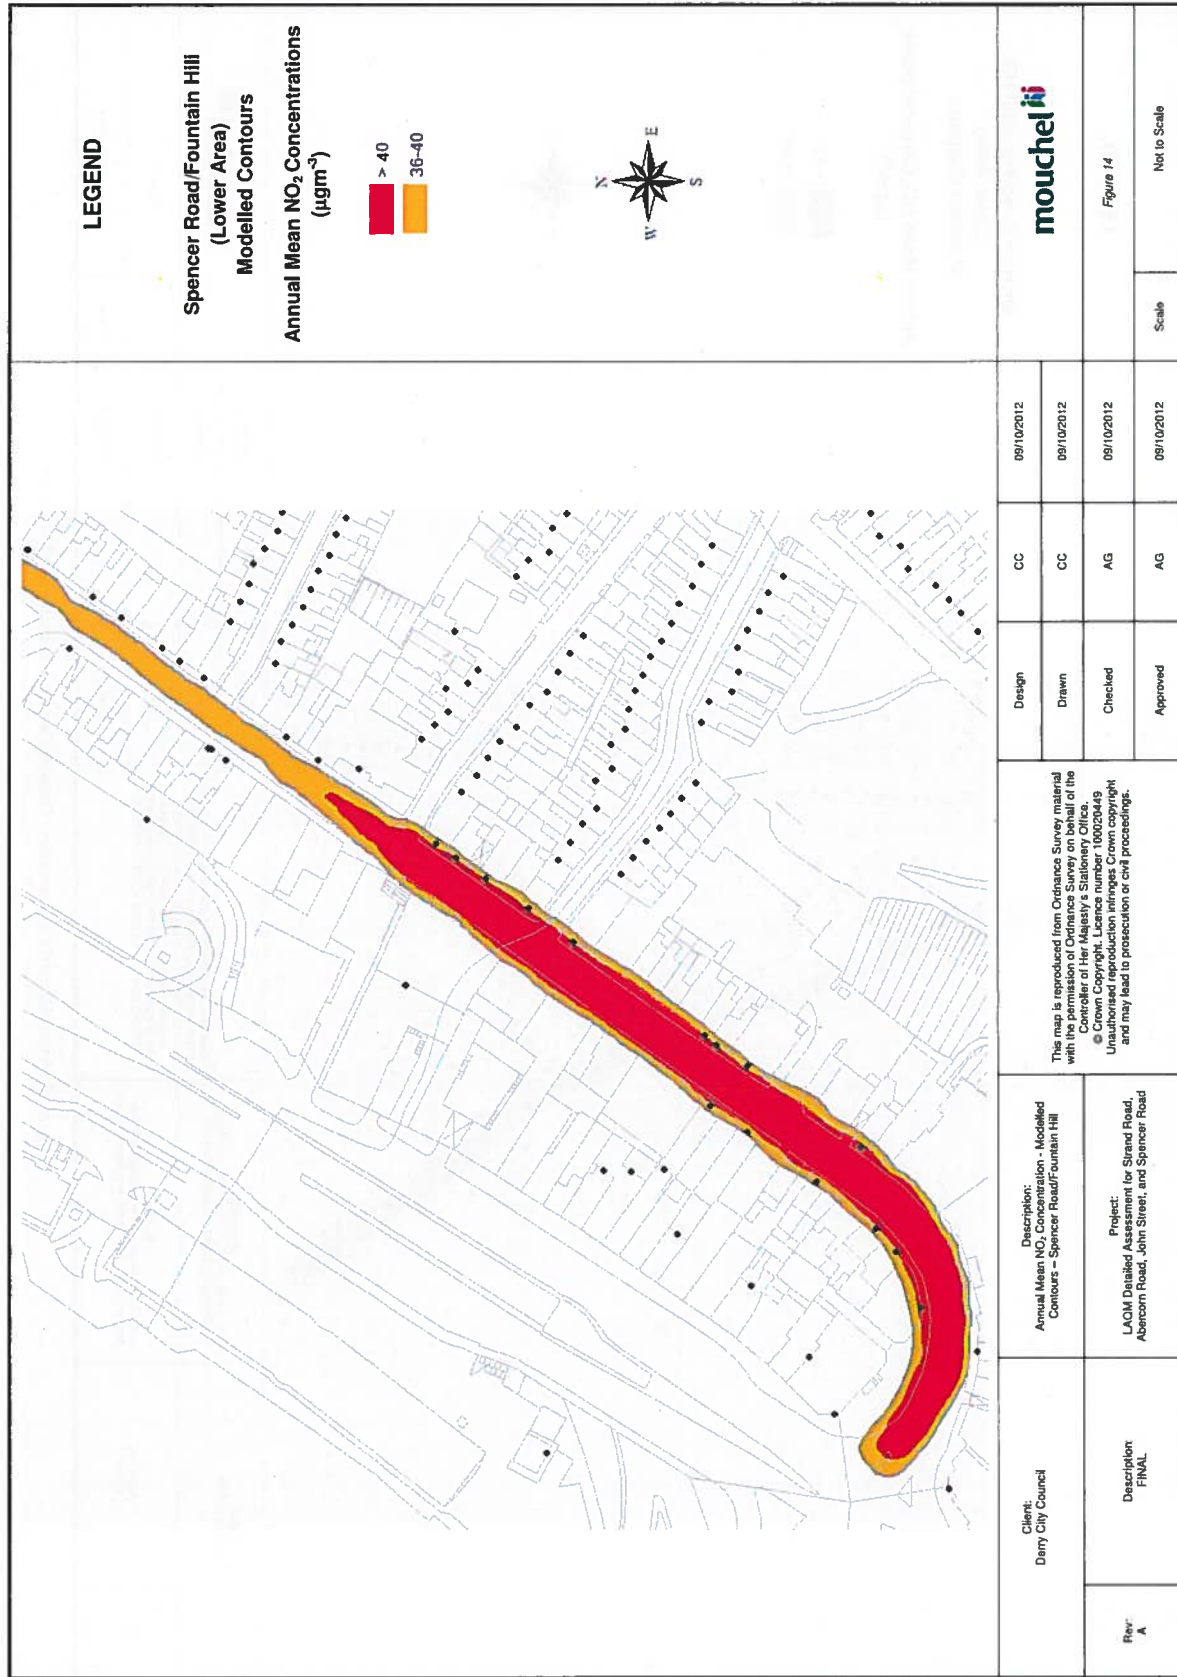 LEGEND
Spencer Road/Fountain Hill
(Lower Area)
Modelled Contours
Annual Mean NO₂ Concentrations
(µgm⁻³)
> 40
36-40
N
W
E
S
Client:
Derry City Council
Description:
Annual Mean NO₂ Concentration - Modelled
Contours – Spencer Road/Fountain Hill
This map is reproduced from Ordnance Survey material
with the permission of Ordnance Survey on behalf of the
Controller of Her Majesty's Stationery Office.
© Crown Copyright. Licence number 100020449
Unauthorised reproduction infringes Crown copyright
and may lead to prosecution or civil proceedings.
Design
CC
09/10/2012
Drawn
CC
09/10/2012
mouchel
Rev:
A
Description:
FINAL
Project:
LAQM Detailed Assessment for Strand Road,
Abercorn Road, John Street, and Spencer Road
Checked
AG
09/10/2012
Figure 14
Approved
AG
09/10/2012
Scale
Not to Scale